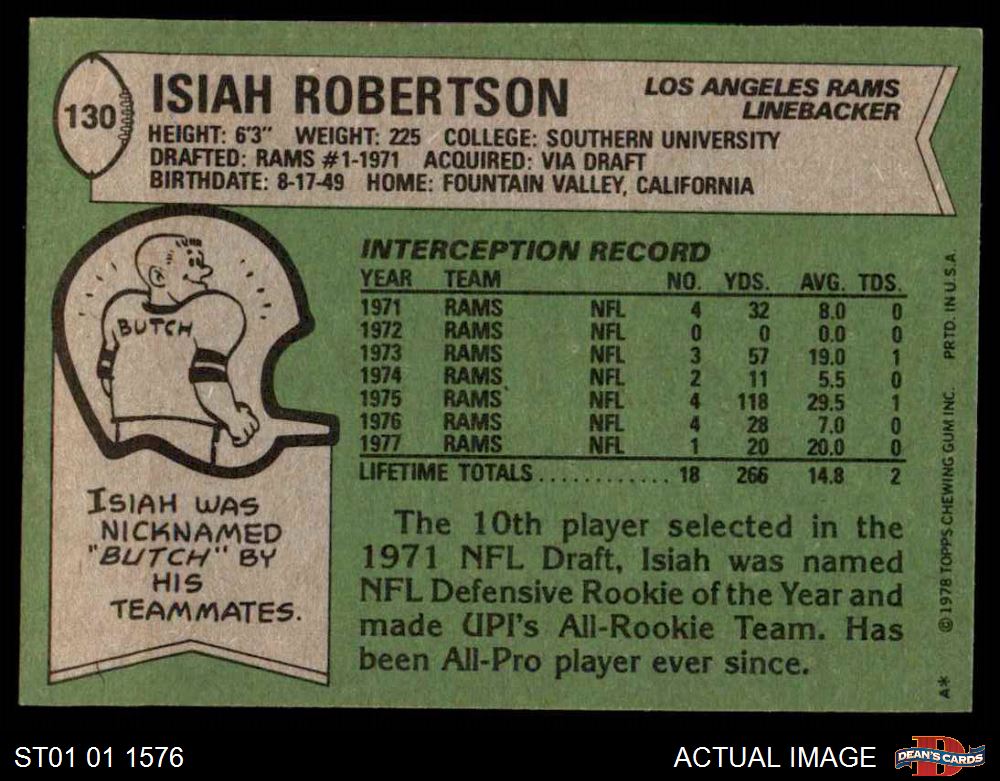 130
ISIAH ROBERTSON
LOS ANGELES RAMS
LINEBACKER
HEIGHT: 6'3" WEIGHT: 225 COLLEGE: SOUTHERN UNIVERSITY
DRAFTED: RAMS #1-1971 ACQUIRED: VIA DRAFT
BIRTHDATE: 8-17-49 HOME: FOUNTAIN VALLEY, CALIFORNIA
BUTCH
ISIAH WAS
NICKNAMED
"BUTCH" BY
HIS
TEAMMATES.
INTERCEPTION RECORD
YEAR TEAM NO. YDS. AVG. TDS.
1971 RAMS NFL 4 32 8.0 0
1972 RAMS NFL 0 0 0.0 0
1973 RAMS NFL 3 57 19.0 1
1974 RAMS NFL 2 11 5.5 0
1975 RAMS NFL 4 118 29.5 1
1976 RAMS NFL 4 28 7.0 0
1977 RAMS NFL 1 20 20.0 0
LIFETIME TOTALS............ 18 266 14.8 2
The 10th player selected in the
1971 NFL Draft, Isiah was named
NFL Defensive Rookie of the Year and
made UPI's All-Rookie Team. Has
been All-Pro player ever since.
A* © 1978 TOPPS CHEWING GUM INC. PRTD. IN U.S.A.
ST01 01 1576
ACTUAL IMAGE
DEAN'S CARDS